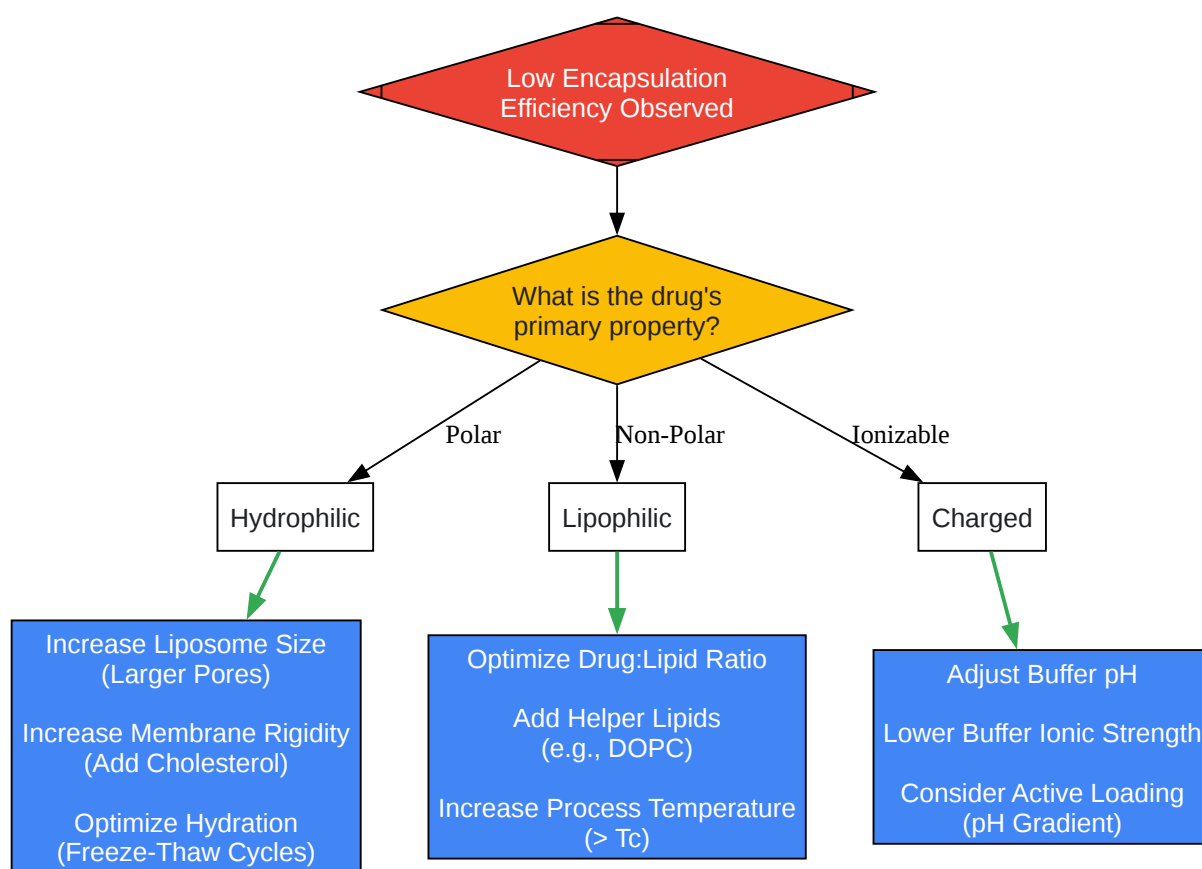 Low Encapsulation
Efficiency Observed
What is the drug's
primary property?
Polar
Non-Polar
Ionizable
Hydrophilic
Lipophilic
Charged
Increase Liposome Size
(Larger Pores)
Increase Membrane Rigidity
(Add Cholesterol)
Optimize Hydration
(Freeze-Thaw Cycles)
Optimize Drug:Lipid Ratio
Add Helper Lipids
(e.g., DOPC)
Increase Process Temperature
(> Tc)
Adjust Buffer pH
Lower Buffer Ionic Strength
Consider Active Loading
(pH Gradient)